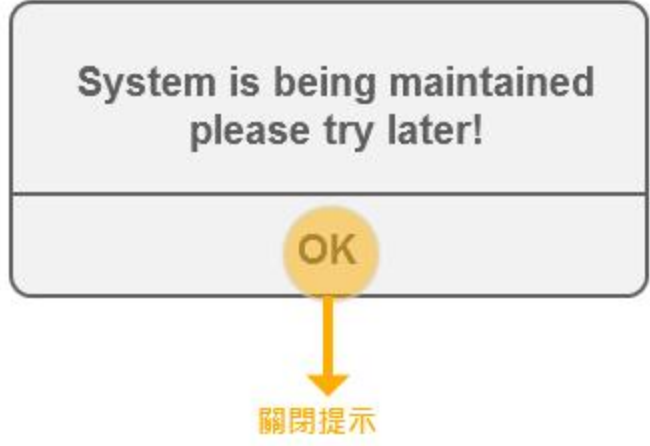 System is being maintained
please try later!
OK
關閉提示